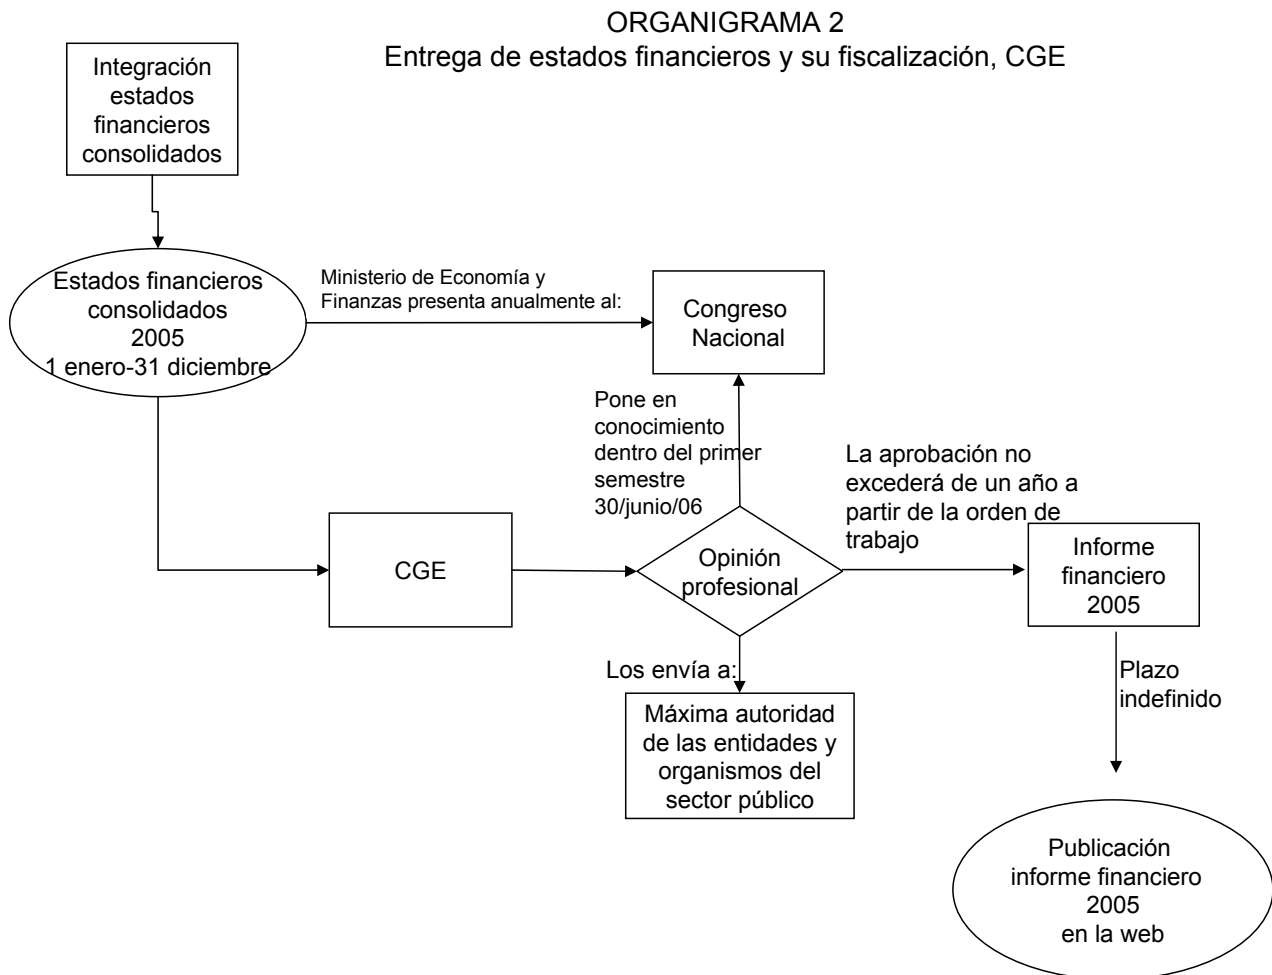 ORGANIGRAMA 2
Entrega de estados financieros y su fiscalización, CGE
Integración
estados
financieros
consolidados
Estados financieros
consolidados
2005
1 enero-31 diciembre
Ministerio de Economía y
Finanzas presenta anualmente al:
Congreso
Nacional
Pone en
conocimiento
dentro del primer
semestre
30/junio/06
La aprobación no
excederá de un año a
partir de la orden de
trabajo
CGE
Opinión
profesional
Informe
financiero
2005
Los envía a:
Máxima autoridad
de las entidades y
organismos del
sector público
Plazo
indefinido
Publicación
informe financiero
2005
en la web